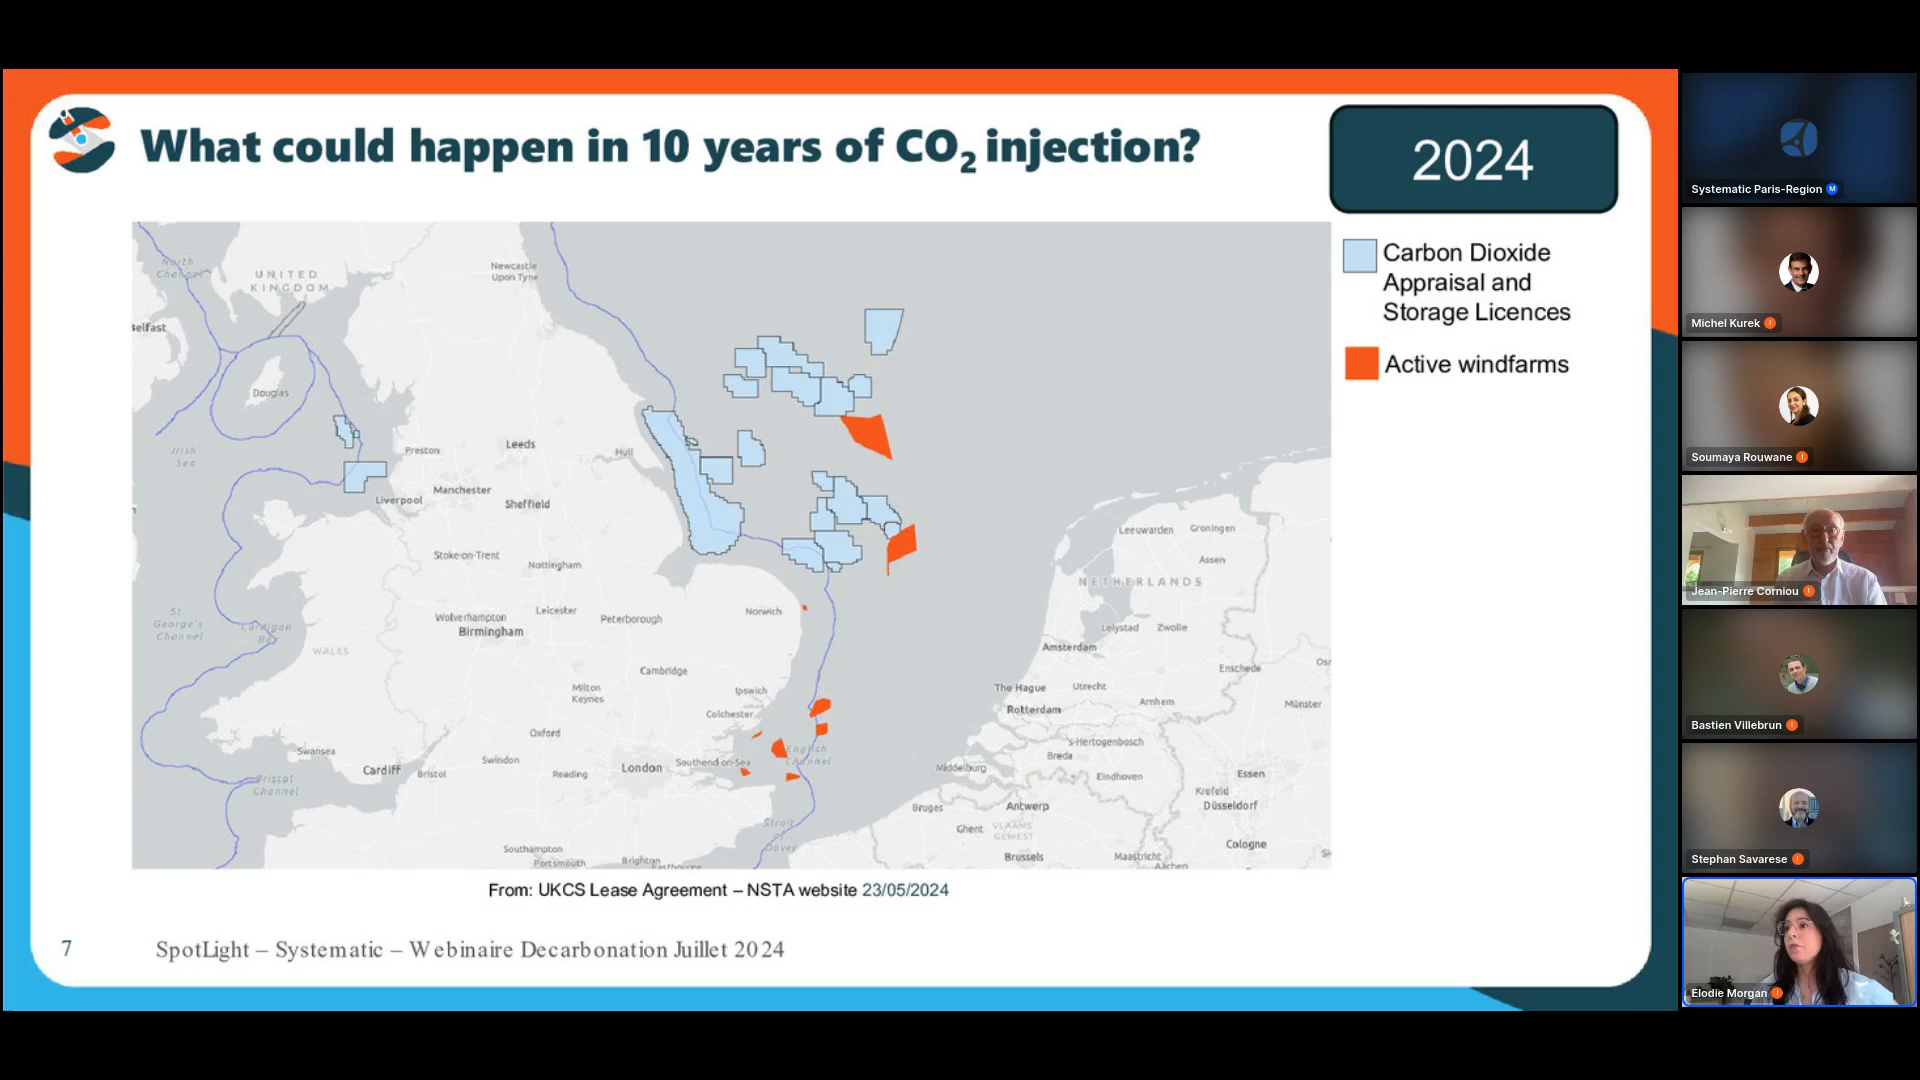 What could happen in 10 years of CO2 injection?
2024
Carbon Dioxide
Appraisal and
Storage Licences
Active windfarms
North
Channel
UNITED
KINGDOM
Newcastle
Upon Tyne
Belfast
Douglas
Irish
Sea
Preston
Leeds
Hull
Liverpool
Manchester
Sheffield
Stoke-on-Trent
Nottingham
Leeuwarden
Groningen
Assen
NETHERLANDS
St.
George's
Channel
Cardigan
Bay
WALES
Wolverhampton
Birmingham
Leicester
Peterborough
Norwich
Lelystad
Zwolle
Amsterdam
Enschede
Cambridge
Milton
Keynes
Ipswich
Colchester
The Hague
Utrecht
Rotterdam
Arnhem
Münster
Oxford
Swansea
Cardiff
Bristol
Swindon
Reading
London
Southend-on-Sea
English
Channel
Bristol
Channel
's-Hertogenbosch
Breda
Middelburg
Eindhoven
Essen
Krefeld
Düsseldorf
Bruges
Antwerp
Ghent
VLAAMS
GEWEST
Brussels
Maastricht
Aachen
Cologne
Strait
Dover
Southampton
Portsmouth
Brighton
From: UKCS Lease Agreement – NSTA website 23/05/2024
7
SpotLight – Systematic – Webinaire Decarbonation Juillet 2024
Systematic Paris-Region
M
Michel Kurek
I
Soumaya Rouwane
I
Jean-Pierre Corniou
I
Bastien Villebrun
I
Stephan Savarese
I
Elodie Morgan
I